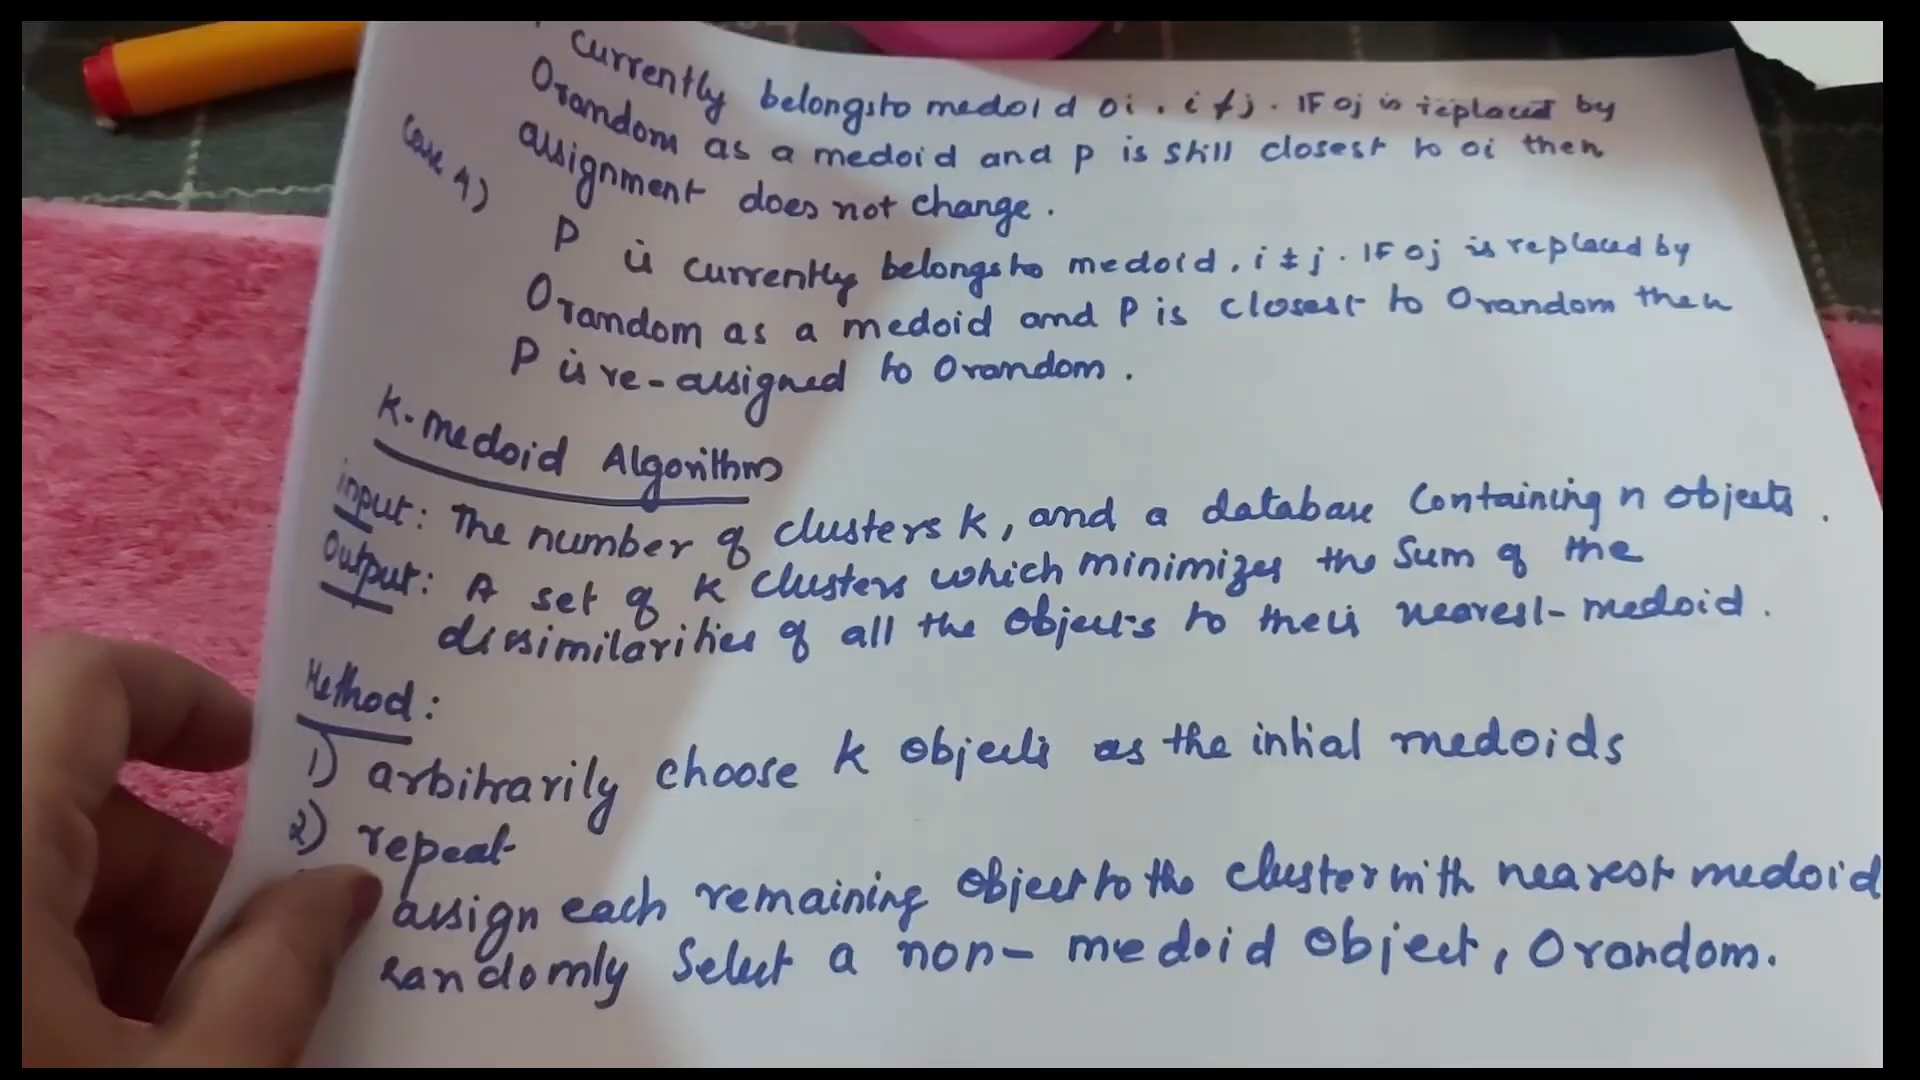 currently belongsto medoid oi . i ≠ j . IF oj is replaced by
Orandom as a medoid and p is still closest to oi then
assignment does not change .
Case 4)
P is currently belongs to medoid . i ≠ j . IF oj is replaced by
Orandom as a medoid and P is closest to Orandom then
P is re-assigned to Orandom .
K-medoid Algorithm
input: The number of clusters k, and a database containing n objects .
Output: A set of k clusters which minimizes the sum of the
dissimilarities of all the objects to their nearest-medoid .
Method:
1) arbitrarily choose k objects as the initial medoids
2) repeat
assign each remaining object to the cluster with nearest medoid
randomly select a non-medoid object, Orandom.